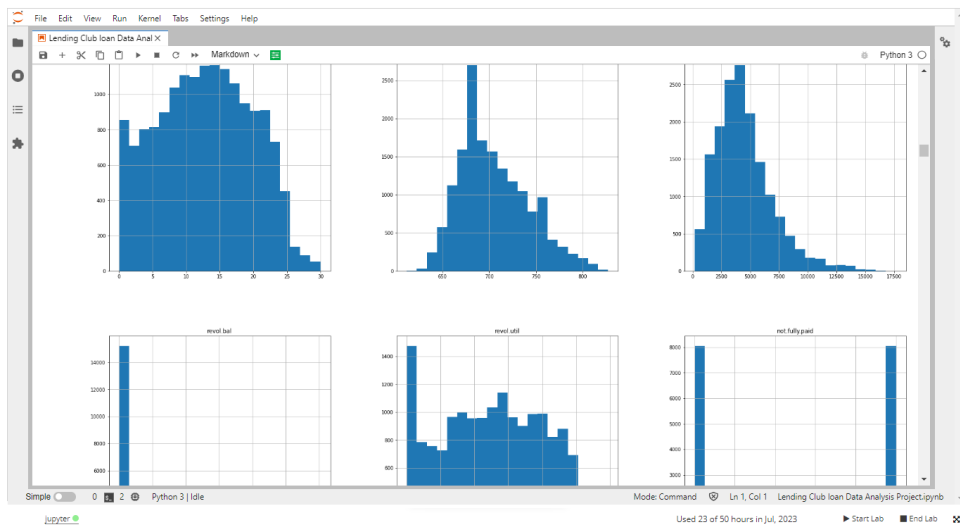 File Edit View Run Kernel Tabs Settings Help
Lending Club loan Data Anal
Markdown
Python 3
1000
800
600
400
200
0
0 5 10 15 20 25 30
2500
2000
1500
1000
500
0
650 700 750 800
2500
2000
1500
1000
500
0
0 2500 5000 7500 10000 12500 15000 17500
revol.bal
14000
12000
10000
8000
6000
revol.util
1400
1200
1000
800
600
not.fully.paid
8000
7000
6000
5000
4000
3000
Simple 0 2 Python 3 | Idle Mode: Command Ln 1, Col 1 Lending Club loan Data Analysis Project.ipynb
jupyter Used 23 of 50 hours in Jul, 2023 Start Lab End Lab